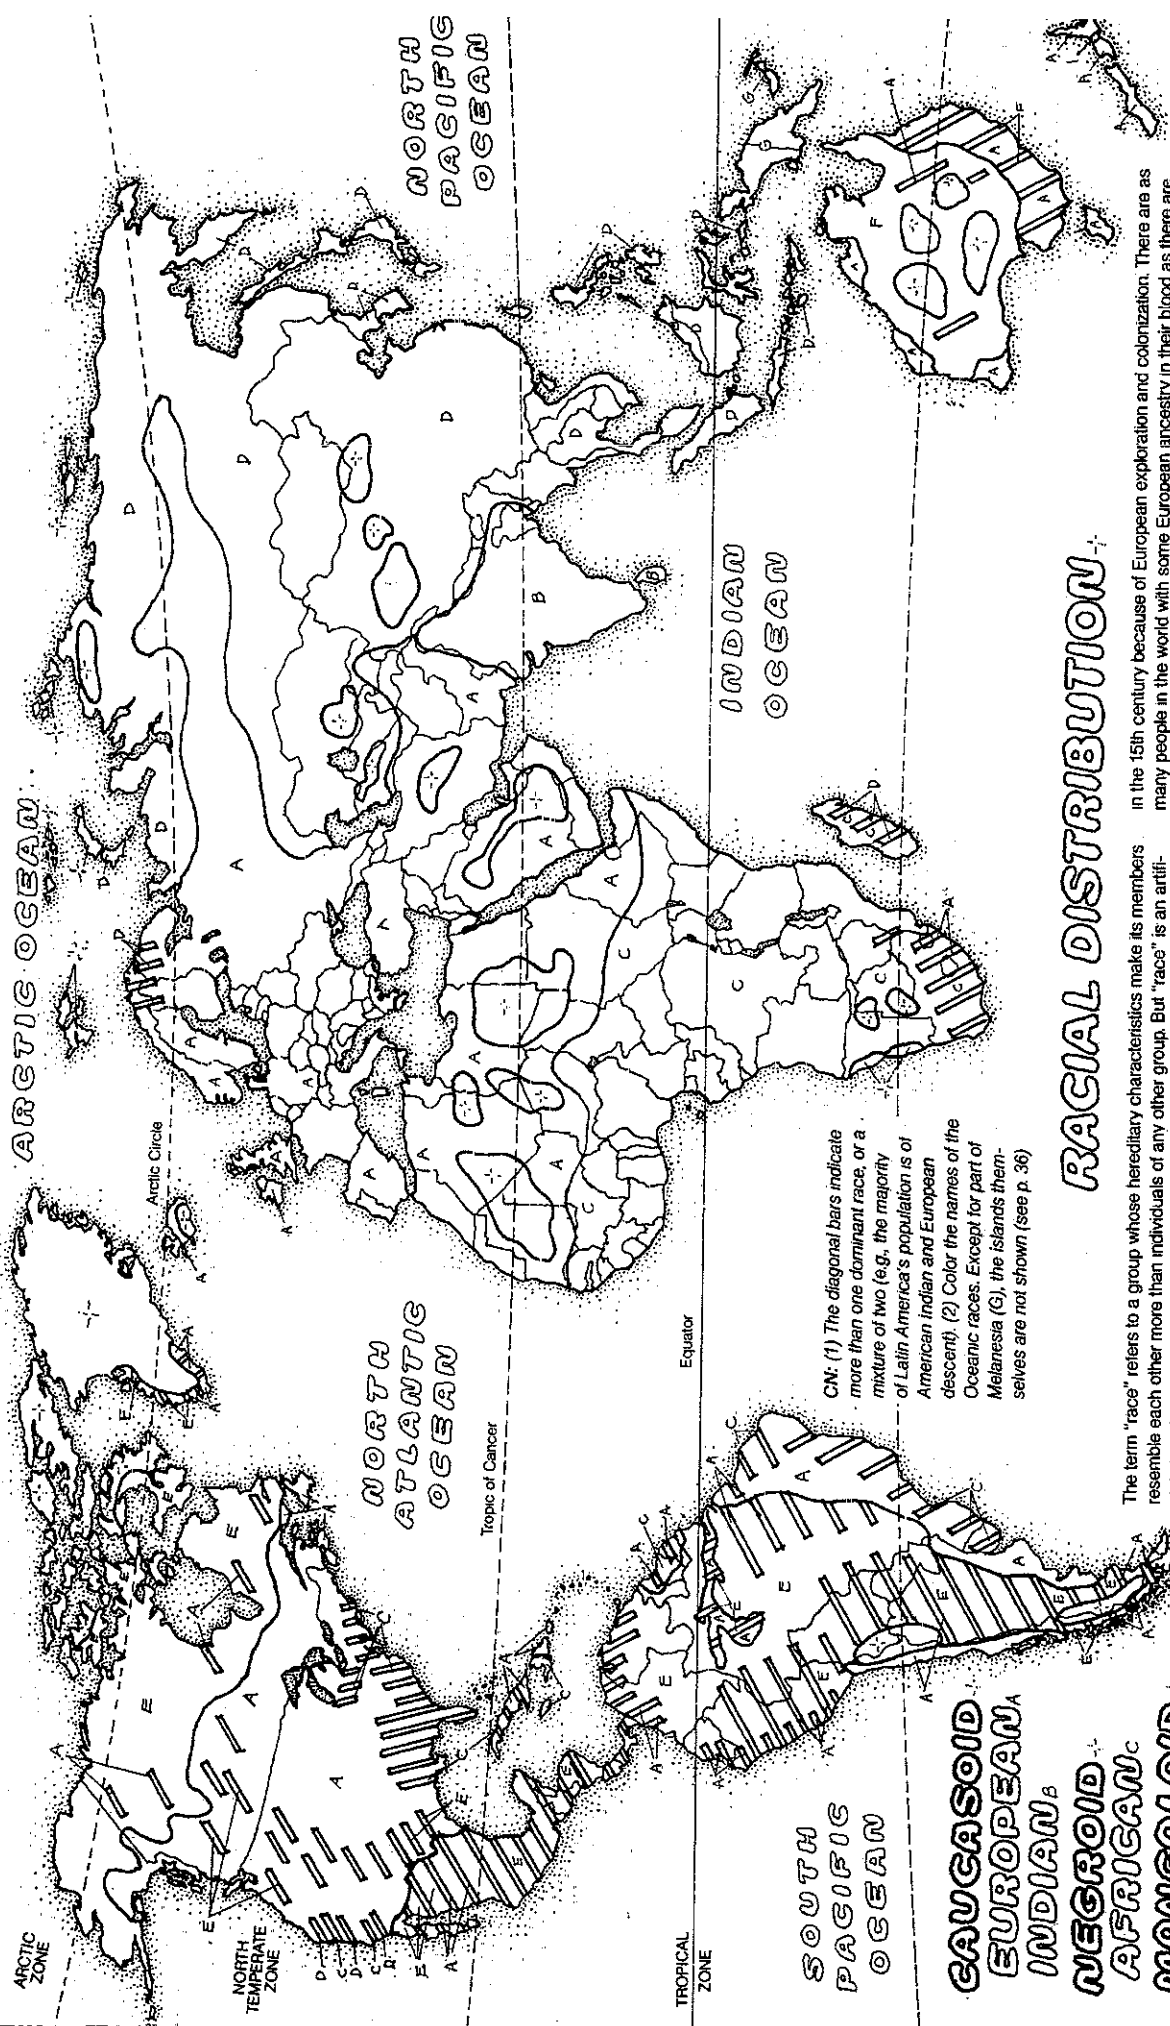 ARCTIC OCEAN
ARCTIC
ZONE
Arctic Circle
NORTH
TEMPERATE
ZONE
NORTH
PACIFIC
OCEAN
NORTH
ATLANTIC
OCEAN
Tropic of Cancer
TROPICAL
ZONE
Equator
INDIAN
OCEAN
SOUTH
PACIFIC
OCEAN
CN: (1) The diagonal bars indicate
more than one dominant race, or a
mixture of two (e.g., the majority
of Latin America's population is of
American Indian and European
descent). (2) Color the names of the
Oceanic races. Except for part of
Melanesia (G), the islands them-
selves are not shown (see p. 36)
CAUCASOID
EUROPEAN A
INDIAN B
NEGROID
AFRICAN C
MONGOLOID
RACIAL DISTRIBUTION
The term "race" refers to a group whose hereditary characteristics make its members
resemble each other more than individuals of any other group. But "race" is an artifi-
in the 15th century because of European exploration and colonization. There are as
many people in the world with some European ancestry in their blood as there are